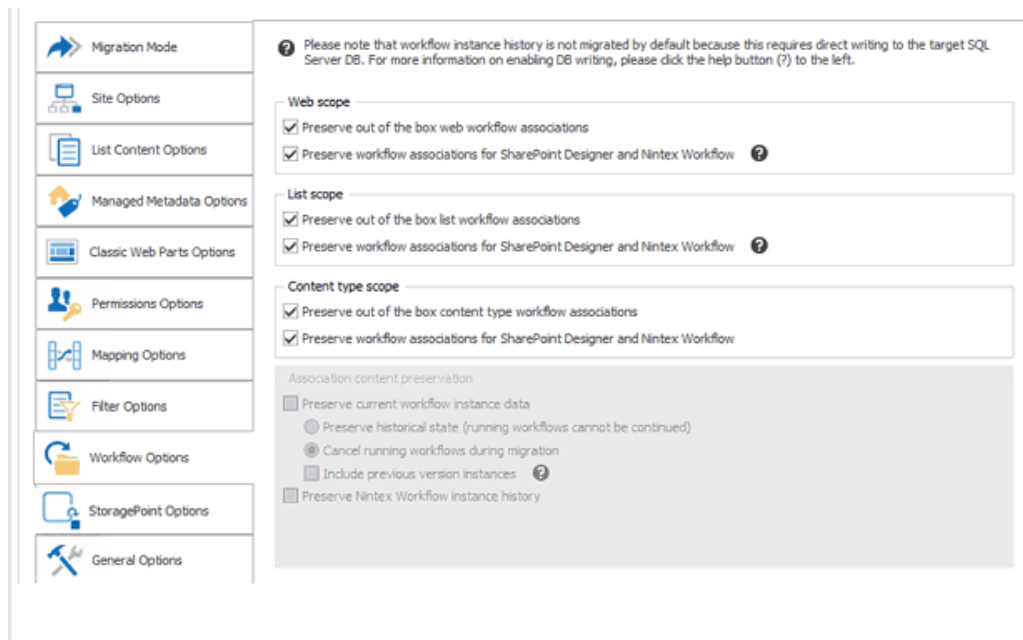 Migration Mode
Site Options
List Content Options
Managed Metadata Options
Classic Web Parts Options
Permissions Options
Mapping Options
Filter Options
Workflow Options
StoragePoint Options
General Options
? Please note that workflow instance history is not migrated by default because this requires direct writing to the target SQL
Server DB. For more information on enabling DB writing, please click the help button (?) to the left.
Web scope
Preserve out of the box web workflow associations
Preserve workflow associations for SharePoint Designer and Nintex Workflow ?
List scope
Preserve out of the box list workflow associations
Preserve workflow associations for SharePoint Designer and Nintex Workflow ?
Content type scope
Preserve out of the box content type workflow associations
Preserve workflow associations for SharePoint Designer and Nintex Workflow
Association content preservation
Preserve current workflow instance data
Preserve historical state (running workflows cannot be continued)
Cancel running workflows during migration
Include previous version instances ?
Preserve Nintex Workflow instance history